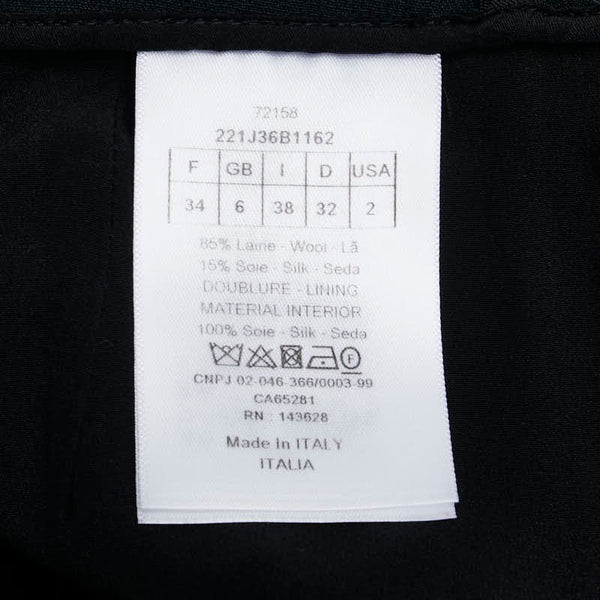 72158
221J36B1162
F GB I D USA
34 6 38 32 2
85% Laine - Wool - Lã
15% Soie - Silk - Seda
DOUBLURE - LINING
MATERIAL INTERIOR
100% Soie - Silk - Seda
F
CNPJ 02-046-366/0003-99
CA65281
RN : 143628
Made in ITALY
ITALIA